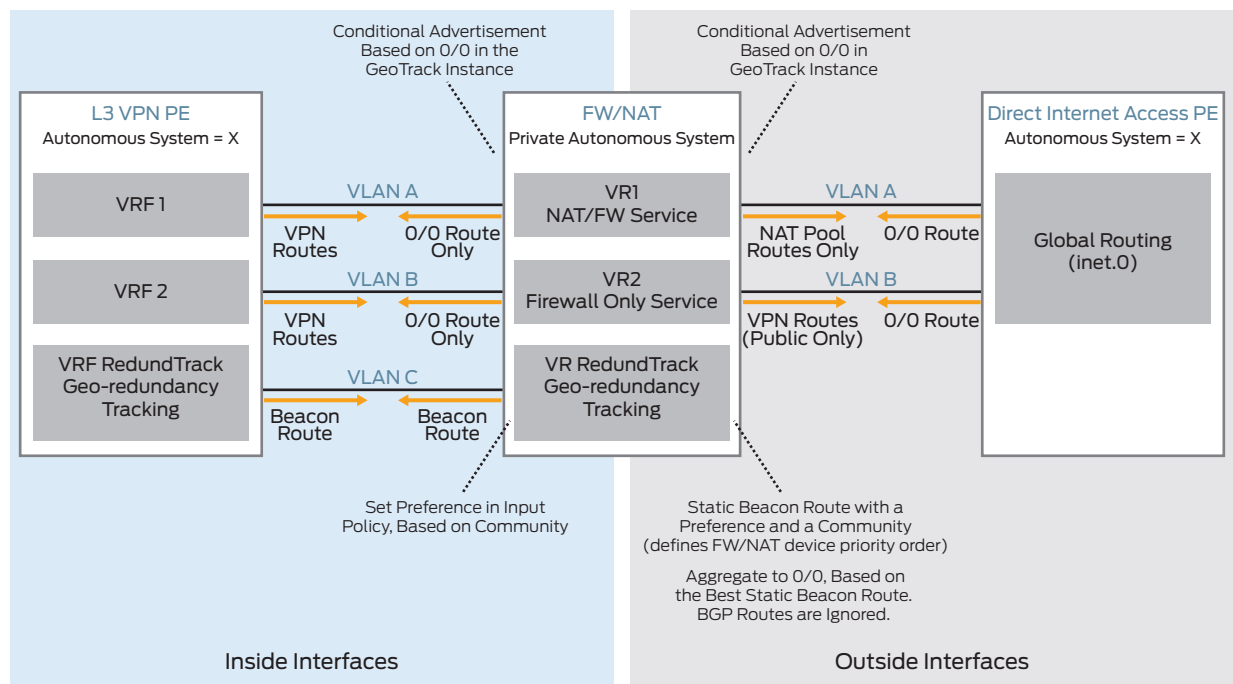 Conditional Advertisement
Based on 0/0 in the
GeoTrack Instance
Conditional Advertisement
Based on 0/0 in
GeoTrack Instance
L3 VPN PE
Autonomous System = X
FW/NAT
Private Autonomous System
Direct Internet Access PE
Autonomous System = X
VRF 1
VLAN A
VPN
Routes
0/0 Route
Only
VR1
NAT/FW Service
VLAN A
NAT Pool
Routes Only
0/0 Route
Global Routing
(inet.0)
VRF 2
VLAN B
VPN
Routes
0/0 Route
Only
VR2
Firewall Only Service
VLAN B
VPN Routes
(Public Only)
0/0 Route
VRF RedundTrack
Geo-redundancy
Tracking
VLAN C
Beacon
Route
Beacon
Route
VR RedundTrack
Geo-redundancy
Tracking
Set Preference in Input
Policy, Based on Community
Static Beacon Route with a
Preference and a Community
(defines FW/NAT device priority order)
Aggregate to 0/0, Based on
the Best Static Beacon Route.
BGP Routes are Ignored.
Inside Interfaces
Outside Interfaces